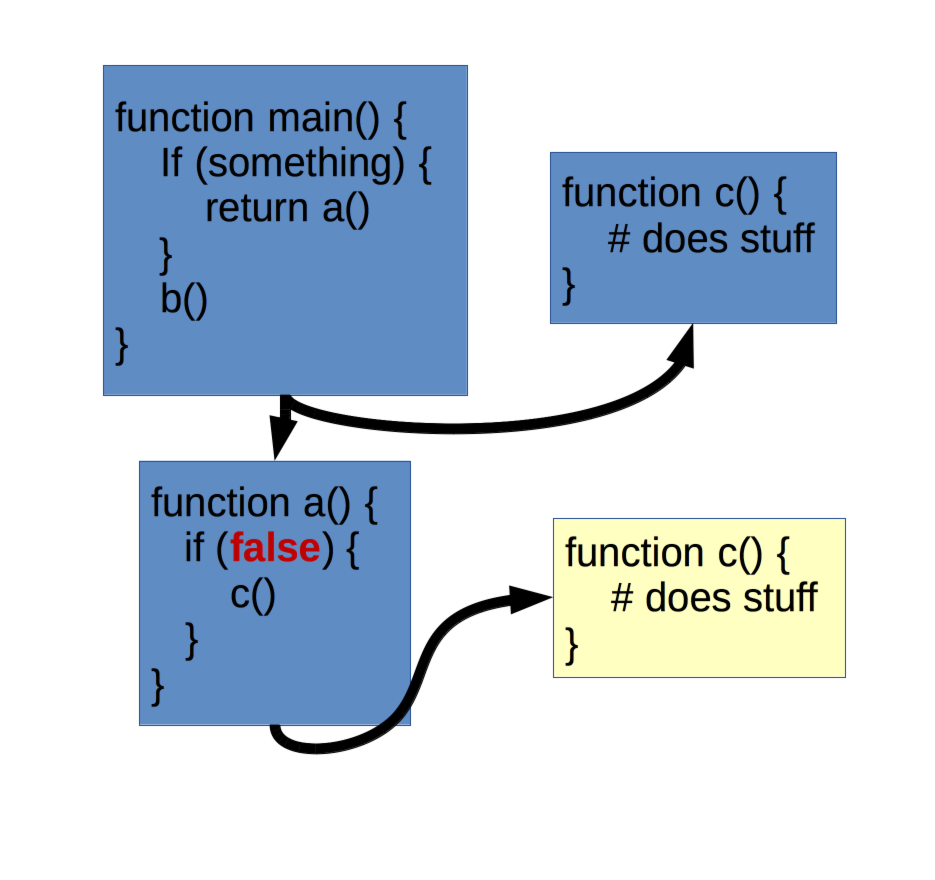 function main() {
If (something) {
return a()
}
b()
}
function c() {
# does stuff
}
function a() {
if (false) {
c()
}
}
function c() {
# does stuff
}